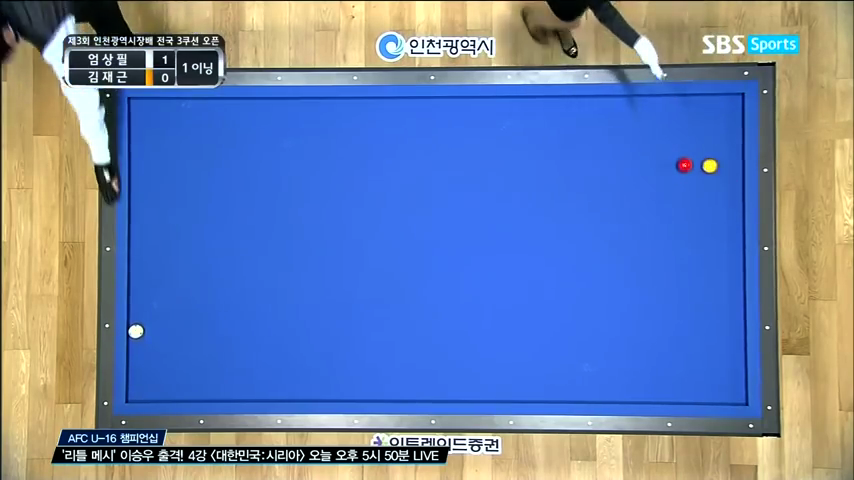 제3회 인천광역시장배 전국 3쿠션 오픈
엄상필 1
김재근 0
1 이닝
인천광역시
SBS Sports
이트레이드증권
AFC U-16 챔피언십
'리틀 메시' 이승우 출격! 4강 <대한민국:시리아> 오늘 오후 5시 50분 LIVE